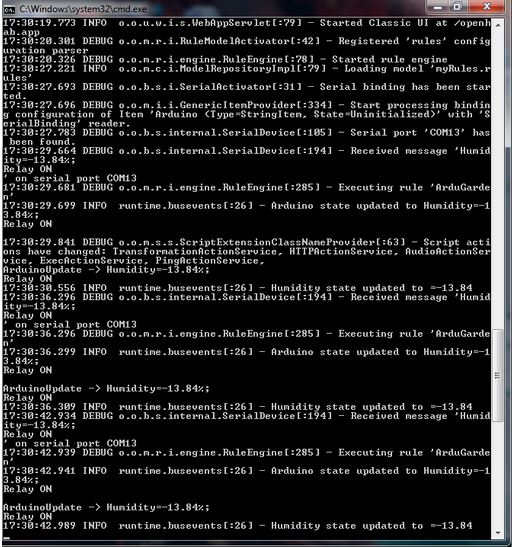 C:\Windows\system32\cmd.exe
17:30:19.773 INFO  o.o.u.w.i.s.WebAppServlet[:79] - Started Classic UI at /openh
ab.app
17:30:20.301 DEBUG o.o.m.r.i.RuleModelActivator[:42] - Registered 'rules' config
uration parser
17:30:20.326 DEBUG o.o.m.r.i.engine.RuleEngine[:78] - Started rule engine
17:30:27.221 INFO  o.o.m.c.i.ModelRepositoryImpl[:79] - Loading model 'myRules.r
ules'
17:30:27.693 DEBUG o.o.b.s.i.SerialActivator[:31] - Serial binding has been star
ted.
17:30:27.696 DEBUG o.o.m.i.i.GenericItemProvider[:334] - Start processing bindin
g configuration of Item 'Arduino (Type=StringItem, State=Uninitialized)' with 'S
erialBinding' reader.
17:30:27.783 DEBUG o.o.b.s.internal.SerialDevice[:105] - Serial port 'COM13' has
 been found.
17:30:29.664 DEBUG o.o.b.s.internal.SerialDevice[:194] - Received message 'Humid
ity=-13.84%;
Relay ON
' on serial port COM13
17:30:29.681 DEBUG o.o.m.r.i.engine.RuleEngine[:285] - Executing rule 'ArduGarde
n'
17:30:29.699 INFO  runtime.busevents[:26] - Arduino state updated to Humidity=-1
3.84%;
Relay ON
17:30:29.841 DEBUG o.o.m.s.s.ScriptExtensionClassNameProvider[:63] - Script acti
ons have changed: TransformationActionService, HTTPActionService, AudioActionSer
vice, ExecActionService, PingActionService,
ArduinoUpdate -> Humidity=-13.84%;
Relay ON
17:30:30.556 INFO  runtime.busevents[:26] - Humidity state updated to =-13.84
17:30:36.296 DEBUG o.o.b.s.internal.SerialDevice[:194] - Received message 'Humid
ity=-13.84%;
Relay ON
' on serial port COM13
17:30:36.296 DEBUG o.o.m.r.i.engine.RuleEngine[:285] - Executing rule 'ArduGarde
n'
17:30:36.299 INFO  runtime.busevents[:26] - Arduino state updated to Humidity=-1
3.84%;
Relay ON
ArduinoUpdate -> Humidity=-13.84%;
Relay ON
17:30:36.309 INFO  runtime.busevents[:26] - Humidity state updated to =-13.84
17:30:42.934 DEBUG o.o.b.s.internal.SerialDevice[:194] - Received message 'Humid
ity=-13.84%;
Relay ON
' on serial port COM13
17:30:42.939 DEBUG o.o.m.r.i.engine.RuleEngine[:285] - Executing rule 'ArduGarde
n'
17:30:42.941 INFO  runtime.busevents[:26] - Arduino state updated to Humidity=-1
3.84%;
Relay ON
ArduinoUpdate -> Humidity=-13.84%;
Relay ON
17:30:42.989 INFO  runtime.busevents[:26] - Humidity state updated to =-13.84